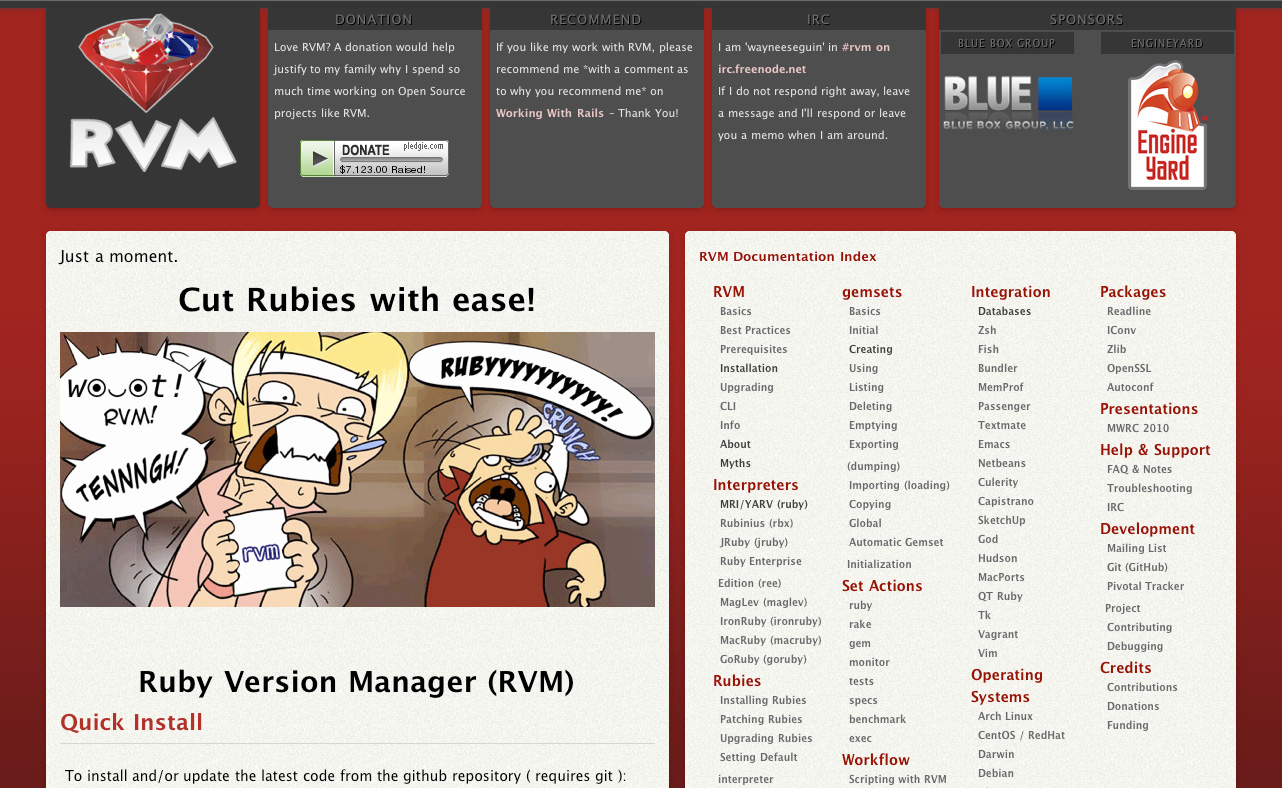 RVM
DONATION
Love RVM? A donation would help
justify to my family why I spend so
much time working on Open Source
projects like RVM.
DONATE pledgie.com
$7.123.00 Raised!
RECOMMEND
If you like my work with RVM, please
recommend me *with a comment as
to why you recommend me* on
Working With Rails – Thank You!
IRC
I am 'wayneeseguin' in #rvm on
irc.freenode.net
If I do not respond right away, leave
a message and I'll respond or leave
you a memo when I am around.
SPONSORS
BLUE BOX GROUP
BLUE
BLUE BOX GROUP, LLC
ENGINEYARD
Engine
Yard
Just a moment.
Cut Rubies with ease!
RVM!
TENNNGH!
rvm
RUBYYYYYYYYYY!
CRUNCH
Ruby Version Manager (RVM)
Quick Install
To install and/or update the latest code from the github repository ( requires git ):
RVM Documentation Index
RVM
Basics
Best Practices
Prerequisites
Installation
Upgrading
CLI
Info
About
Myths
Interpreters
MRI/YARV (ruby)
Rubinius (rbx)
JRuby (jruby)
Ruby Enterprise
Edition (ree)
MagLev (maglev)
IronRuby (ironruby)
MacRuby (macruby)
GoRuby (goruby)
Rubies
Installing Rubies
Patching Rubies
Upgrading Rubies
Setting Default
interpreter
gemsets
Basics
Initial
Creating
Using
Listing
Deleting
Emptying
Exporting
(dumping)
Importing (loading)
Copying
Global
Automatic Gemset
Initialization
Set Actions
ruby
rake
gem
monitor
tests
specs
benchmark
exec
Workflow
Scripting with RVM
Integration
Databases
Zsh
Fish
Bundler
MemProf
Passenger
Textmate
Emacs
Netbeans
Culerity
Capistrano
SketchUp
God
Hudson
MacPorts
QT Ruby
Tk
Vagrant
Vim
Operating
Systems
Arch Linux
CentOS / RedHat
Darwin
Debian
Packages
Readline
IConv
Zlib
OpenSSL
Autoconf
Presentations
MWRC 2010
Help & Support
FAQ & Notes
Troubleshooting
IRC
Development
Mailing List
Git (GitHub)
Pivotal Tracker
Project
Contributing
Debugging
Credits
Contributions
Donations
Funding